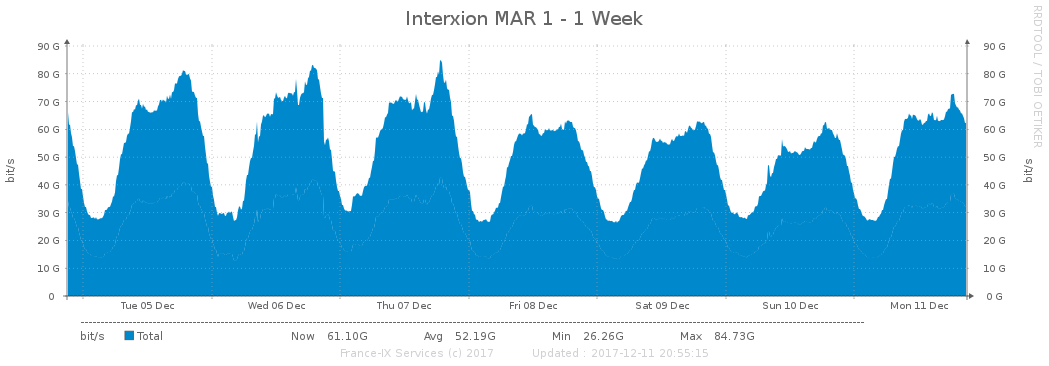 Interxion MAR 1 - 1 Week
RRDTOOL / TOBI OETIKER
bit/s
90 G 90 G
80 G 80 G
70 G 70 G
60 G 60 G
50 G 50 G
40 G 40 G
30 G 30 G
20 G 20 G
10 G 10 G
0 0 G
bit/s
Tue 05 Dec Wed 06 Dec Thu 07 Dec Fri 08 Dec Sat 09 Dec Sun 10 Dec Mon 11 Dec
bit/s Total Now 61.10G Avg 52.19G Min 26.26G Max 84.73G
France-IX Services (c) 2017 Updated : 2017-12-11 20:55:15